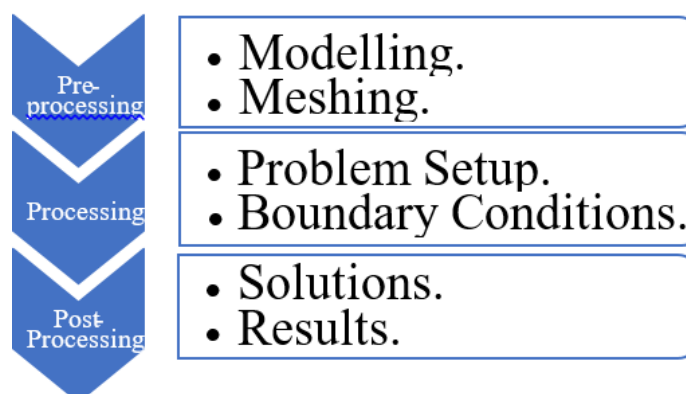 Pre-
processing
• Modelling.
• Meshing.
Processing
• Problem Setup.
• Boundary Conditions.
Post-
Processing
• Solutions.
• Results.